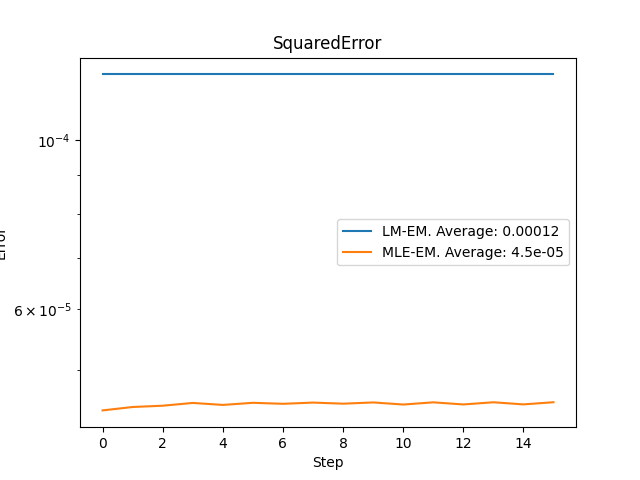 SquaredError
10⁻⁴
6 × 10⁻⁵
Error
LM-EM. Average: 0.00012
MLE-EM. Average: 4.5e-05
0 2 4 6 8 10 12 14
Step